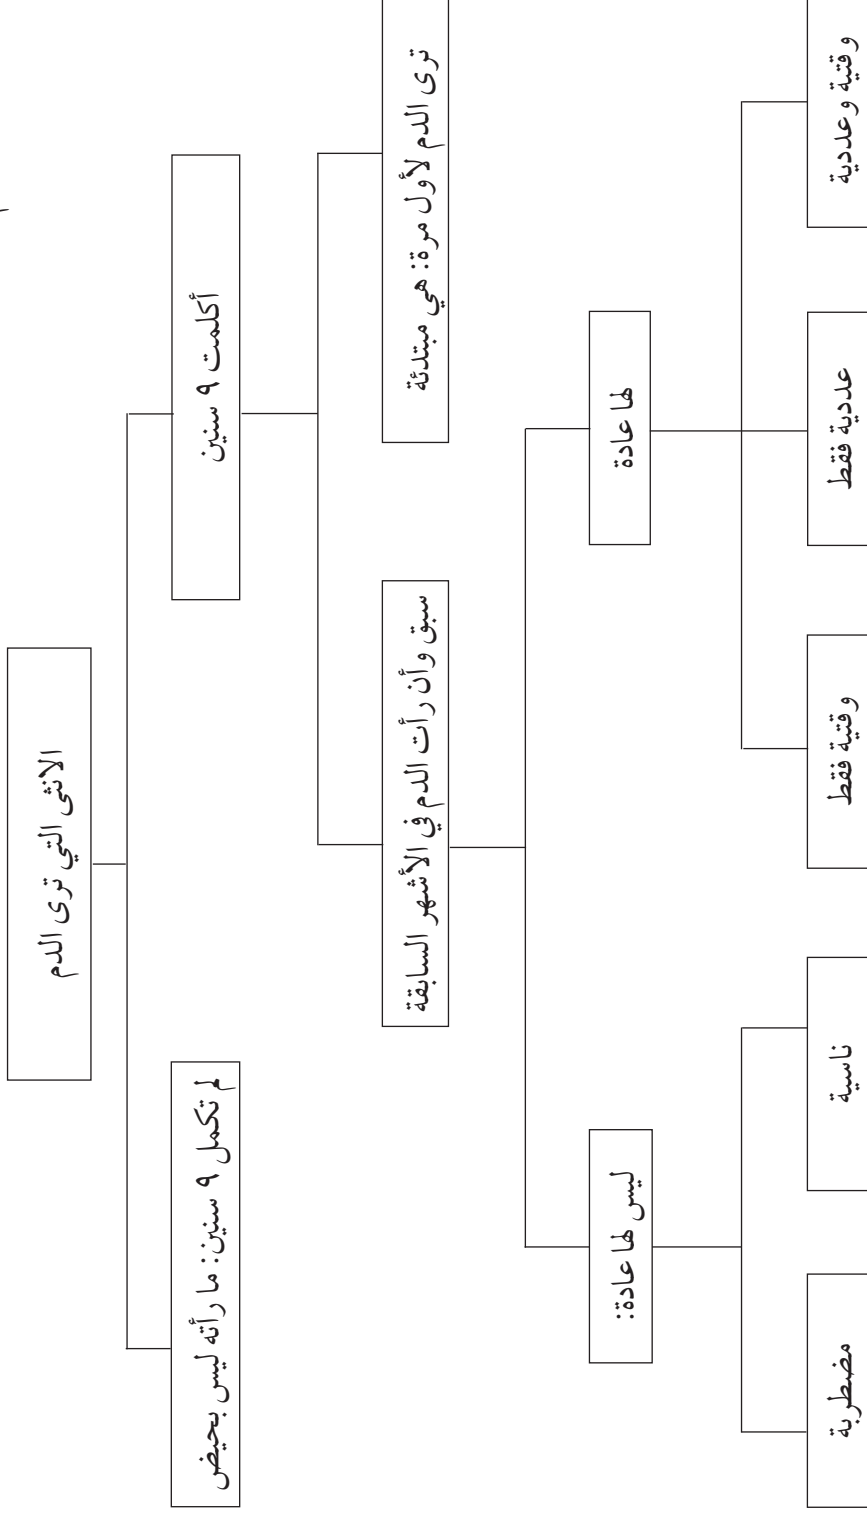 الانثى التي ترى الدم
أكلمت ٩ سنين
لم تكمل ٩ سنين: ما رأته ليس بحيض
ترى الدم لأول مرة: هي مبتدئة
سبق وأن رأت الدم في الأشهر السابقة
لها عادة
ليس لها عادة:
وقتية وعددية
عددية فقط
وقتية فقط
ناسية
مضطربة